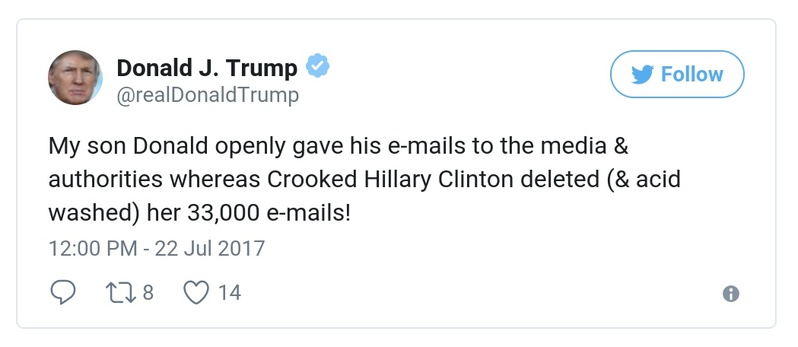 Donald J. Trump
@realDonaldTrump
Follow
My son Donald openly gave his e-mails to the media &
authorities whereas Crooked Hillary Clinton deleted (& acid
washed) her 33,000 e-mails!
12:00 PM - 22 Jul 2017
8 14